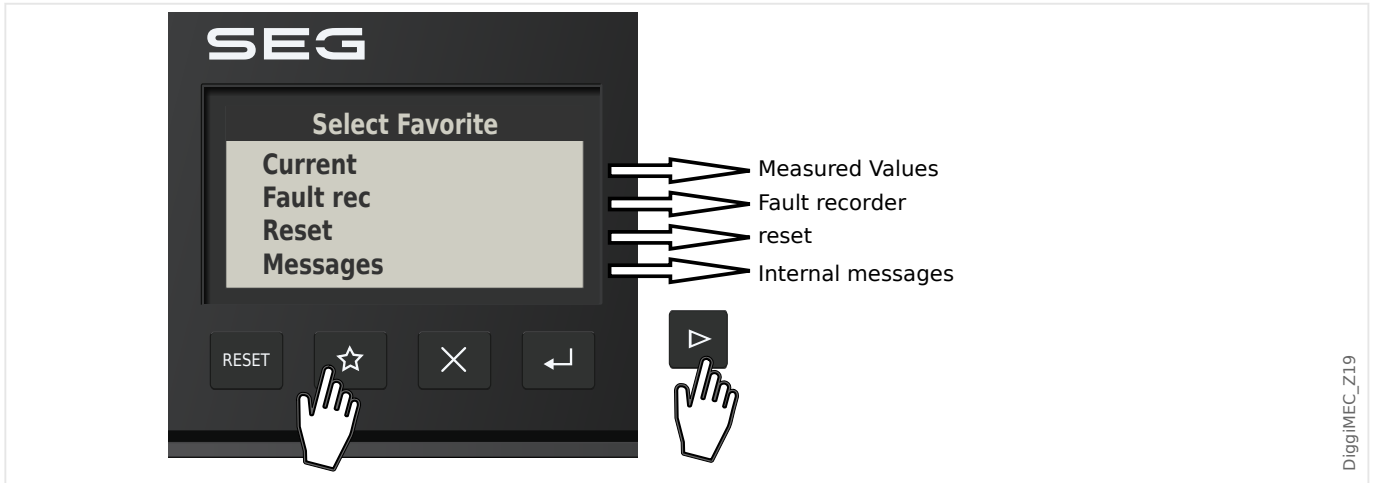 SEG
Select Favorite
Current
Fault rec
Reset
Messages
Measured Values
Fault recorder
reset
Internal messages
RESET
DiggiMEC_Z19